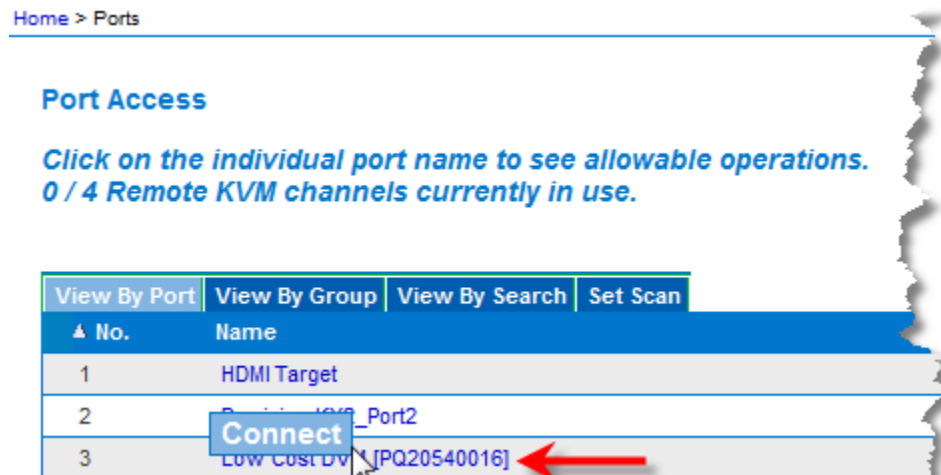 Home > Ports
Port Access
Click on the individual port name to see allowable operations.
0 / 4 Remote KVM channels currently in use.
View By Port View By Group View By Search Set Scan
No. Name
1 HDMI Target
2 _Port2
Connect
3 Low Cost [PQ20540016]